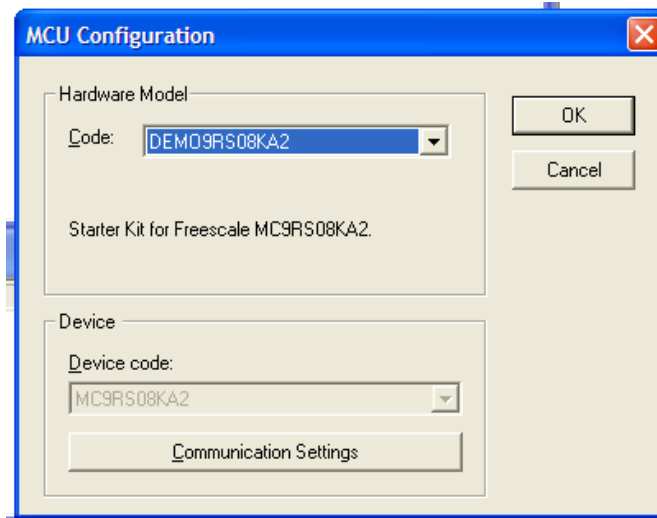 MCU Configuration
Hardware Model
Code: DEMO9RS08KA2
OK
Cancel
Starter Kit for Freescale MC9RS08KA2.
Device
Device code:
MC9RS08KA2
Communication Settings